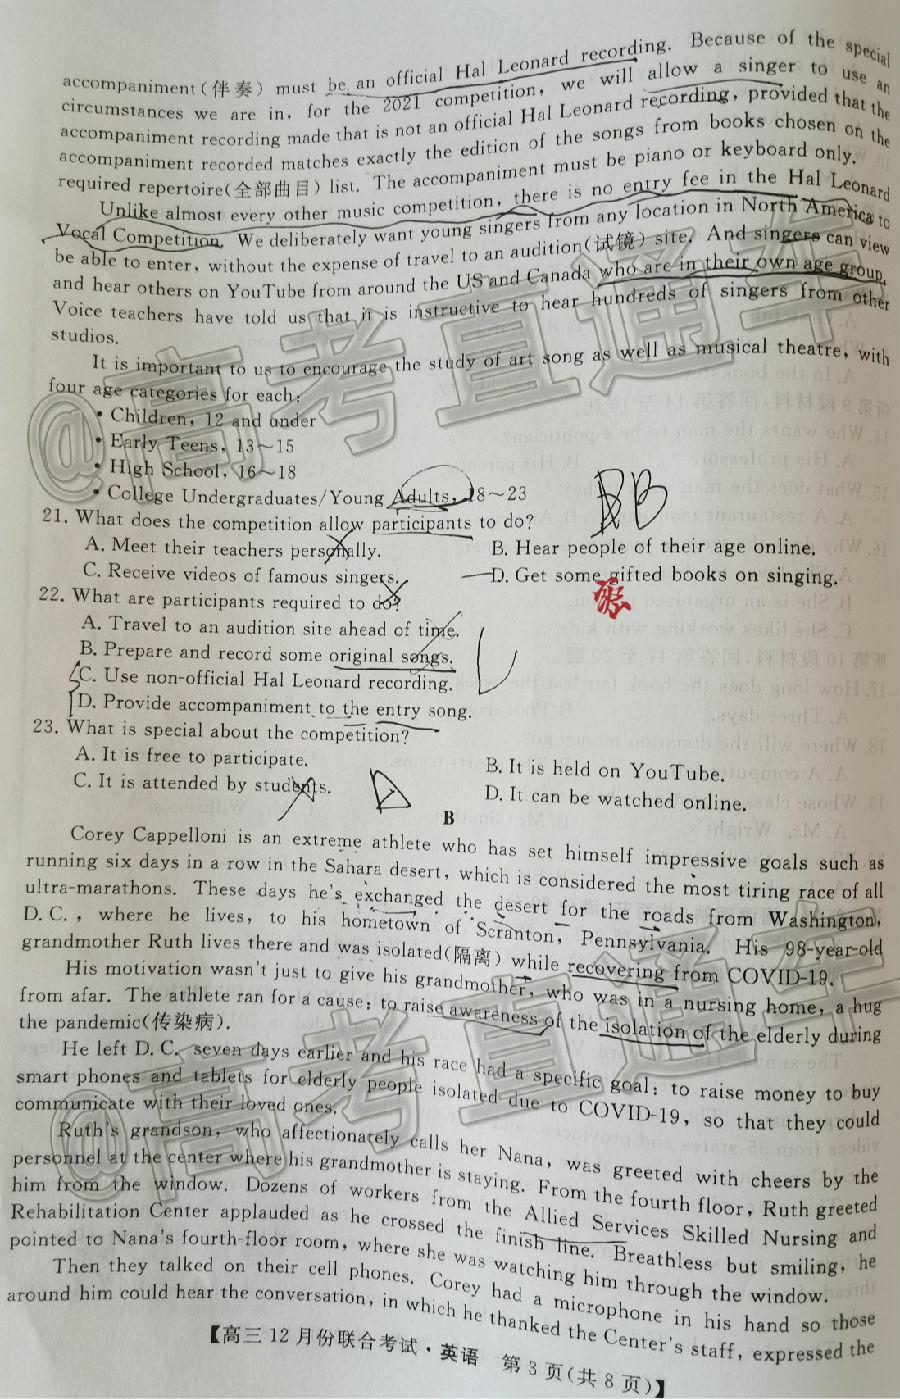 accompaniment(伴奏) must be an official Hal Leonard recording. Because of the special
circumstances we are in, for the 2021 competition, we will allow a singer to use an
accompaniment recording made that is not an official Hal Leonard recording, provided that the
accompaniment recorded matches exactly the edition of the songs from books chosen on the
required repertoire(全部曲目) list. The accompaniment must be piano or keyboard only.
Unlike almost every other music competition, there is no entry fee in the Hal Leonard
Vocal Competition. We deliberately want young singers from any location in North America to
be able to enter, without the expense of travel to an audition(试镜) site. And singers can view
and hear others on YouTube from around the US and Canada who are in their own age group.
Voice teachers have told us that it is instructive to hear hundreds of singers from other
studios.
It is important to us to encourage the study of art song as well as musical theatre, with
four age categories for each:
• Children, 12 and under
• Early Teens, 13~15
• High School, 16~18
• College Undergraduates/Young Adults, 18~23
21. What does the competition allow participants to do?
A. Meet their teachers personally. B. Hear people of their age online.
C. Receive videos of famous singers. D. Get some gifted books on singing.
22. What are participants required to do?
A. Travel to an audition site ahead of time.
B. Prepare and record some original songs.
C. Use non-official Hal Leonard recording.
D. Provide accompaniment to the entry song.
23. What is special about the competition?
A. It is free to participate. B. It is held on YouTube.
C. It is attended by students. D. It can be watched online.
B
Corey Cappelloni is an extreme athlete who has set himself impressive goals such as
running six days in a row in the Sahara desert, which is considered the most tiring race of all
ultra-marathons. These days he's exchanged the desert for the roads from Washington,
D. C., where he lives, to his hometown of Scranton, Pennsylvania. His 98-year-old
grandmother Ruth lives there and was isolated(隔离) while recovering from COVID-19.
His motivation wasn't just to give his grandmother, who was in a nursing home, a hug
from afar. The athlete ran for a cause: to raise awareness of the isolation of the elderly during
the pandemic(传染病).
He left D. C. seven days earlier and his race had a specific goal: to raise money to buy
smart phones and tablets for elderly people isolated due to COVID-19, so that they could
communicate with their loved ones.
Ruth's grandson, who affectionately calls her Nana, was greeted with cheers by the
personnel at the center where his grandmother is staying. From the fourth floor, Ruth greeted
him from the window. Dozens of workers from the Allied Services Skilled Nursing and
Rehabilitation Center applauded as he crossed the finish line. Breathless but smiling, he
pointed to Nana's fourth-floor room, where she was watching him through the window.
Then they talked on their cell phones. Corey had a microphone in his hand so those
around him could hear the conversation, in which he thanked the Center's staff, expressed the
【高三12月份联合考试·英语 第3页(共8页)】
@高考直通车
@高考直通车
B